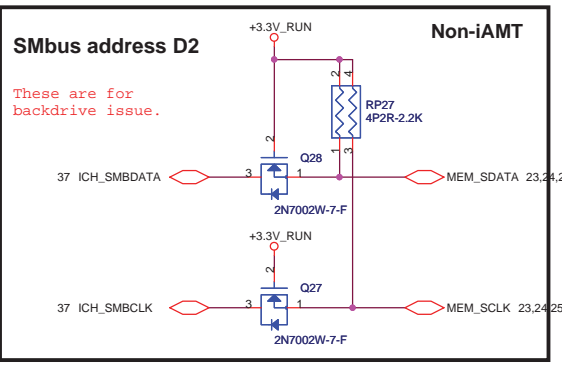 +3.3V_RUN
Non-iAMT
SMbus address D2
These are for
backdrive issue.
2
4
RP27
4P2R-2.2K
1
3
2
Q28
37 ICH_SMBDATA
3
1
MEM_SDATA 23,24,2
2N7002W-7-F
+3.3V_RUN
2
Q27
37 ICH_SMBCLK
3
1
MEM_SCLK 23,24,25
2N7002W-7-F